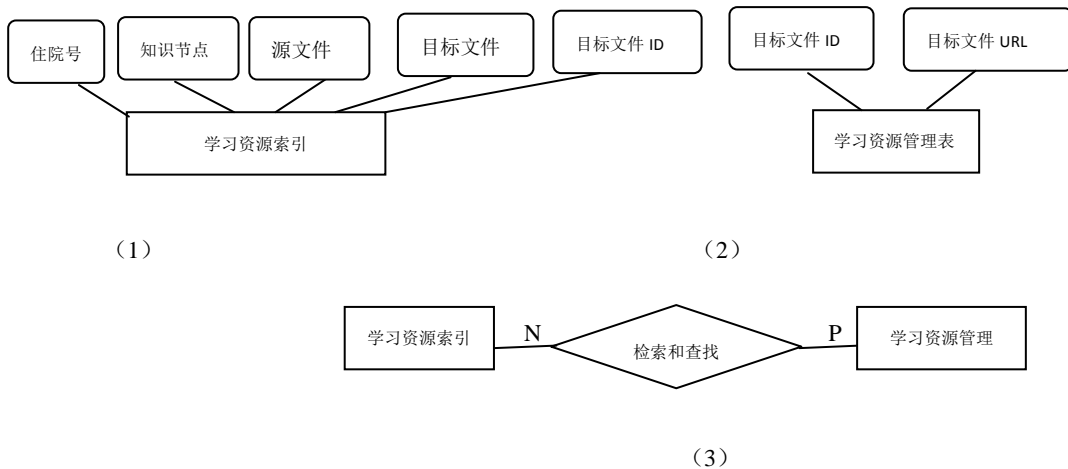 住院号
知识节点
源文件
目标文件
目标文件 ID
目标文件 ID
目标文件 URL
学习资源索引
学习资源管理表
（1）
（2）
学习资源索引
N
检索和查找
P
学习资源管理
（3）